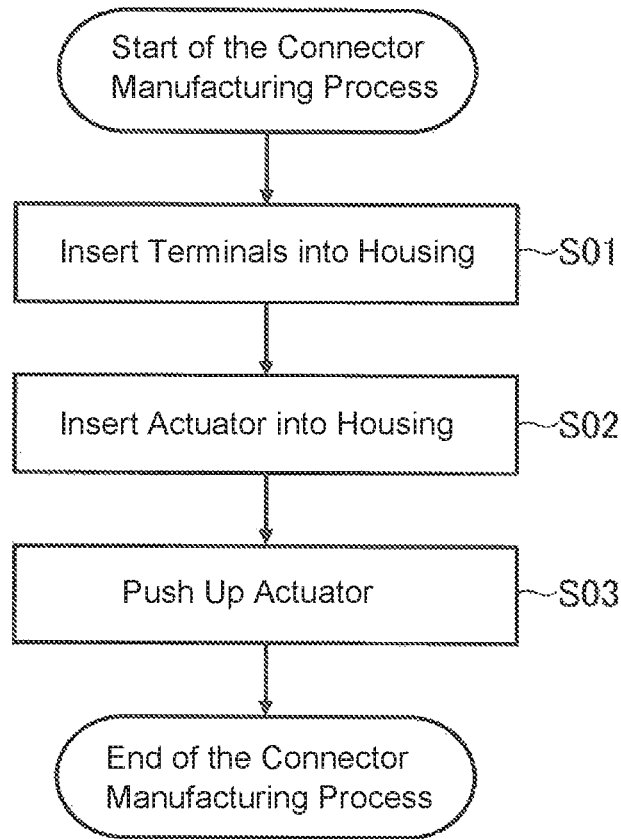 Start of the Connector
Manufacturing Process
Insert Terminals into Housing
S01
Insert Actuator into Housing
S02
Push Up Actuator
S03
End of the Connector
Manufacturing Process